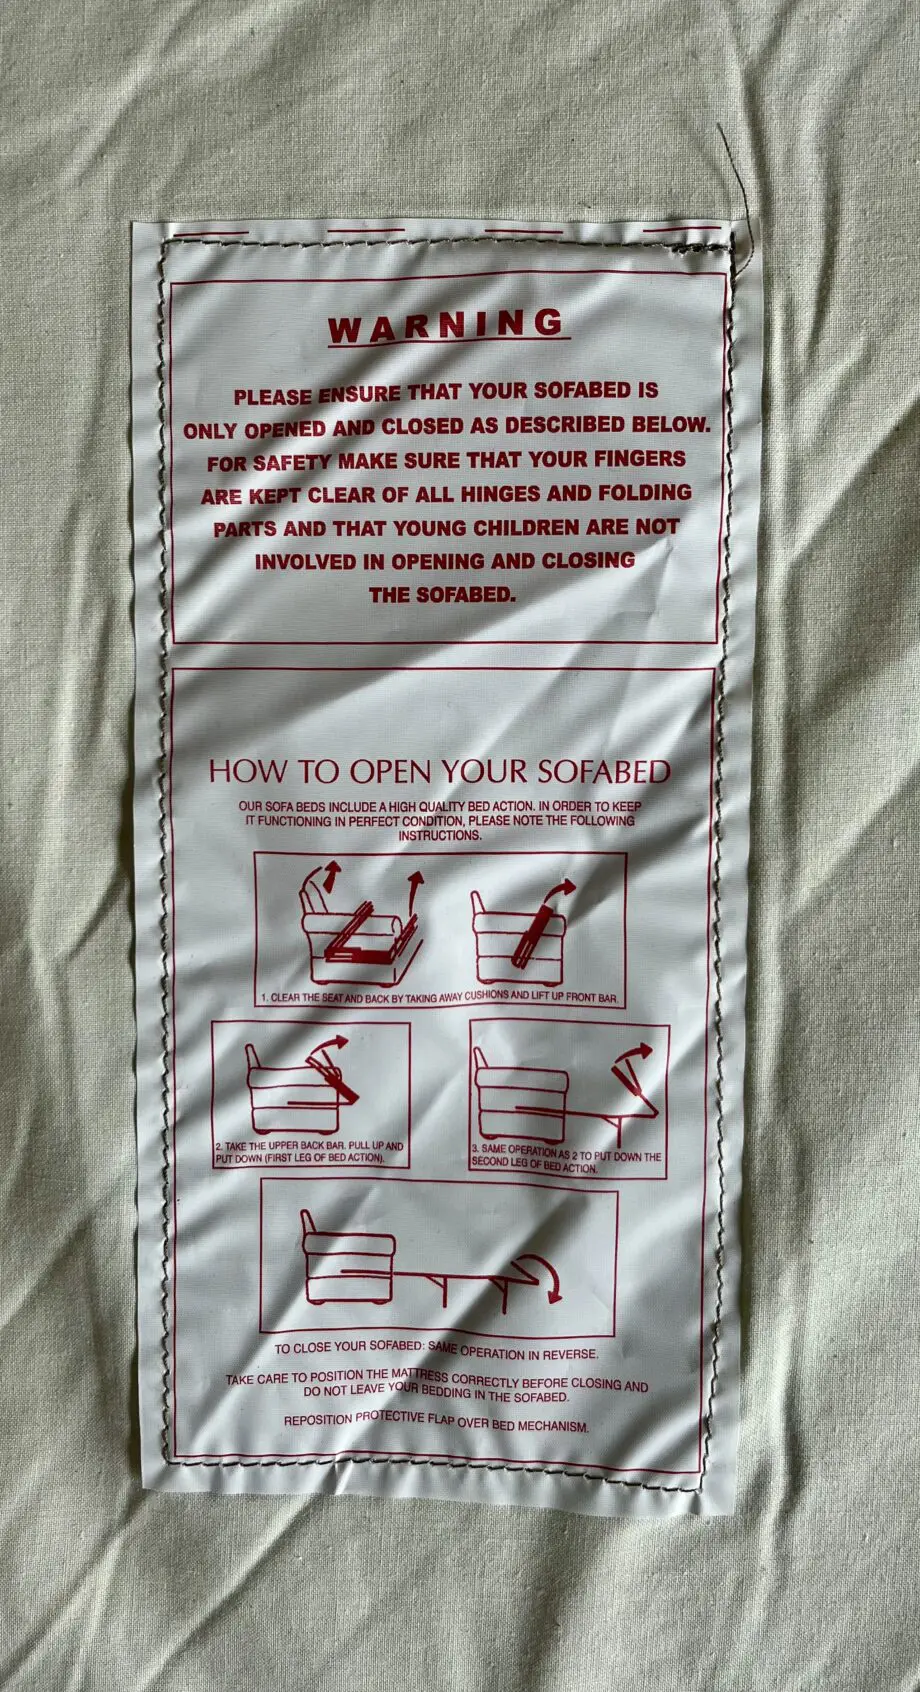 WARNING
PLEASE ENSURE THAT YOUR SOFABED IS
ONLY OPENED AND CLOSED AS DESCRIBED BELOW.
FOR SAFETY MAKE SURE THAT YOUR FINGERS
ARE KEPT CLEAR OF ALL HINGES AND FOLDING
PARTS AND THAT YOUNG CHILDREN ARE NOT
INVOLVED IN OPENING AND CLOSING
THE SOFABED.
HOW TO OPEN YOUR SOFABED
OUR SOFA BEDS INCLUDE A HIGH QUALITY BED ACTION. IN ORDER TO KEEP
IT FUNCTIONING IN PERFECT CONDITION, PLEASE NOTE THE FOLLOWING
INSTRUCTIONS.
1. CLEAR THE SEAT AND BACK BY TAKING AWAY CUSHIONS AND LIFT UP FRONT BAR.
2. TAKE THE UPPER BACK BAR. PULL UP AND
PUT DOWN (FIRST LEG OF BED ACTION).
3. SAME OPERATION AS 2 TO PUT DOWN THE
SECOND LEG OF BED ACTION.
TO CLOSE YOUR SOFABED: SAME OPERATION IN REVERSE.
TAKE CARE TO POSITION THE MATTRESS CORRECTLY BEFORE CLOSING AND
DO NOT LEAVE YOUR BEDDING IN THE SOFABED.
REPOSITION PROTECTIVE FLAP OVER BED MECHANISM.